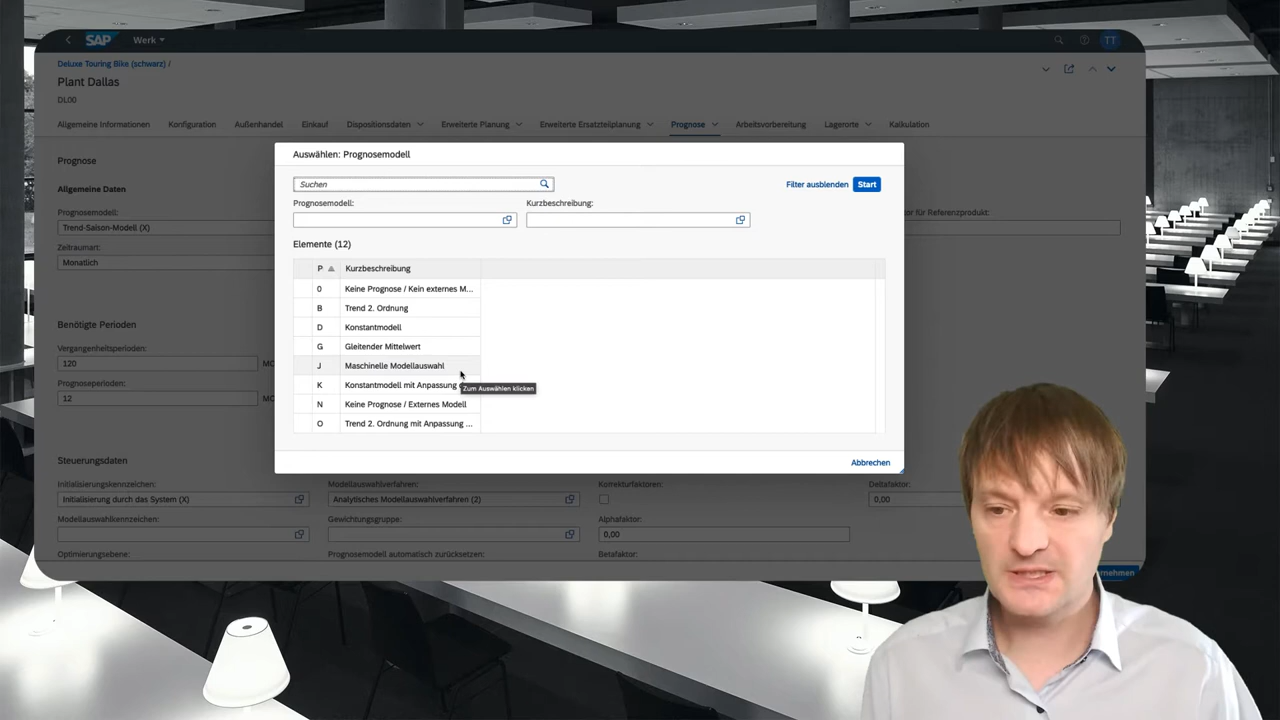 SAP Werk
TT
Deluxe Touring Bike (schwarz) /
Plant Dallas
DL00
Allgemeine Informationen Konfiguration Außenhandel Einkauf Dispositionsdaten Erweiterte Planung Erweiterte Ersatzteilplanung Prognose Arbeitsvorbereitung Lagerorte Kalkulation
Prognose
Allgemeine Daten
Prognosemodell:
Trend-Saison-Modell (X)
für Referenzprodukt:
Zeitraumart:
Monatlich
Benötigte Perioden
Vergangenheitsperioden:
120
Prognoseperioden:
12
Auswählen: Prognosemodell
Suchen
Filter ausblenden Start
Prognosemodell: Kurzbeschreibung:
Elemente (12)
P Kurzbeschreibung
0 Keine Prognose / Kein externes M...
B Trend 2. Ordnung
D Konstantmodell
G Gleitender Mittelwert
J Maschinelle Modellauswahl
K Konstantmodell mit Anpassung
Zum Auswählen klicken
N Keine Prognose / Externes Modell
O Trend 2. Ordnung mit Anpassung ...
Abbrechen
Steuerungsdaten
Initialisierungskennzeichen: Modellauswahlverfahren: Korrekturfaktoren: Deltafaktor:
Initialisierung durch das System (X) Analytisches Modellauswahlverfahren (2) 0,00
Modellauswahlkennzeichen: Gewichtungsgruppe: Alphafaktor:
0,00
Optimierungsebene: Prognosemodell automatisch zurücksetzen: Betafaktor: